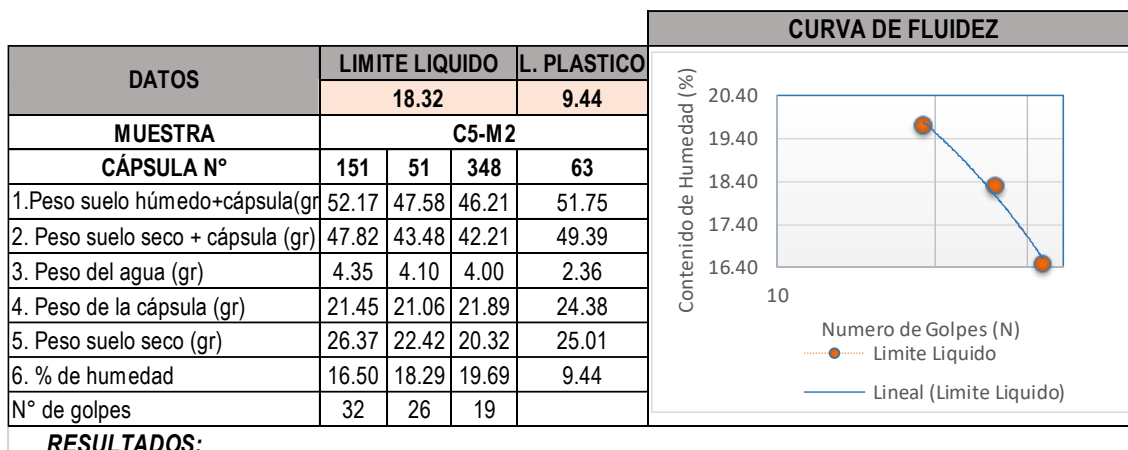 DATOS LIMITE LIQUIDO L. PLASTICO
18.32 9.44
MUESTRA C5-M2
CÁPSULA N° 151 51 348 63
1.Peso suelo húmedo+cápsula(gr 52.17 47.58 46.21 51.75
2. Peso suelo seco + cápsula (gr) 47.82 43.48 42.21 49.39
3. Peso del agua (gr) 4.35 4.10 4.00 2.36
4. Peso de la cápsula (gr) 21.45 21.06 21.89 24.38
5. Peso suelo seco (gr) 26.37 22.42 20.32 25.01
6. % de humedad 16.50 18.29 19.69 9.44
N° de golpes 32 26 19
RESULTADOS:
CURVA DE FLUIDEZ
Contenido de Humedad (%)
20.40
19.40
18.40
17.40
16.40
10
Numero de Golpes (N)
Limite Liquido
Lineal (Limite Liquido)